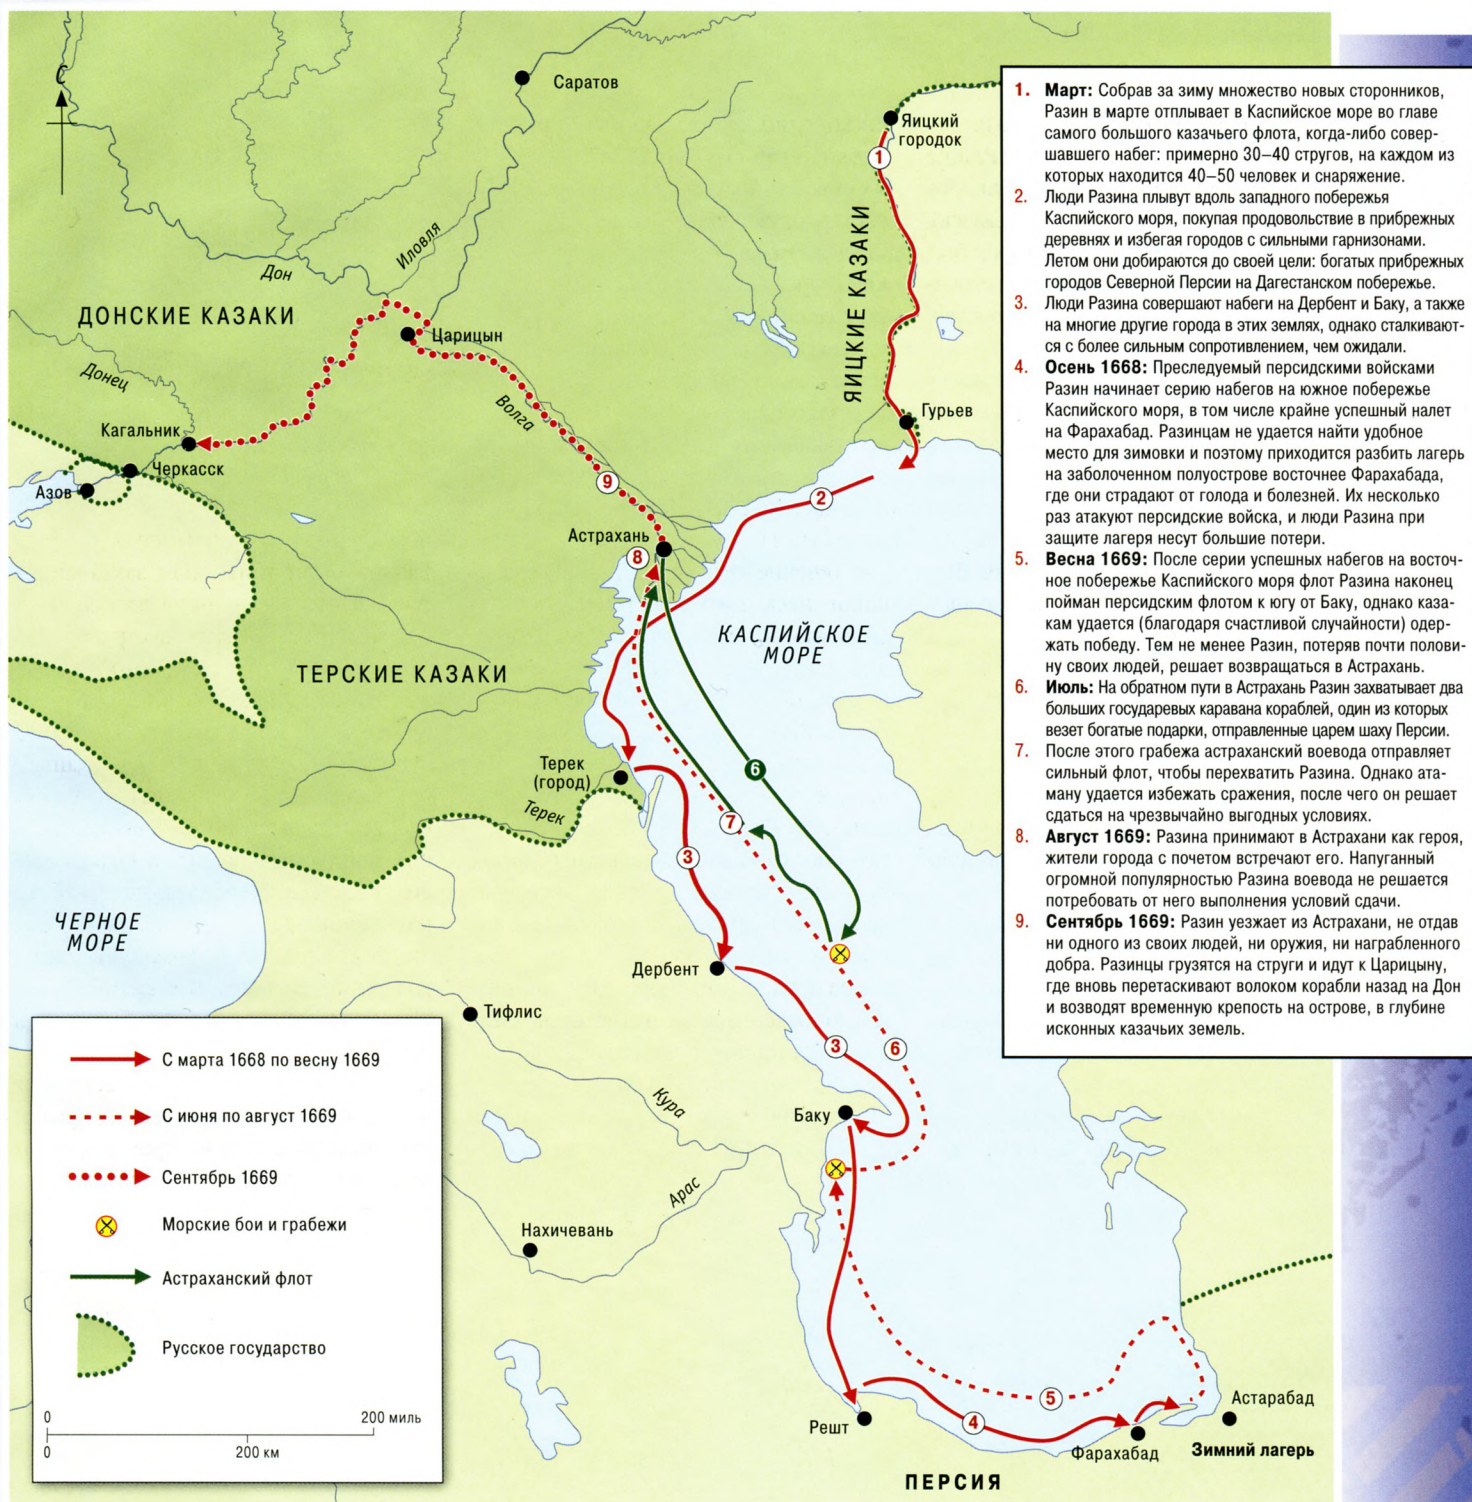 С
Саратов
Яицкий
городок
1
ЯИЦКИЕ КАЗАКИ
Иловля
Дон
ДОНСКИЕ КАЗАКИ
Царицын
Донец
Волга
Гурьев
Кагальник
Черкасск
Азов
9
2
Астрахань
8
КАСПИЙСКОЕ
МОРЕ
ТЕРСКИЕ КАЗАКИ
Терек
(город)
Терек
6
7
3
ЧЕРНОЕ
МОРЕ
Дербент
Тифлис
3
6
Кура
Баку
Арас
Нахичевань
5
4
Решт
Фарахабад
Астарабад
Зимний лагерь
ПЕРСИЯ
1. Март: Собрав за зиму множество новых сторонников,
Разин в марте отплывает в Каспийское море во главе
самого большого казачьего флота, когда-либо совер-
шавшего набег: примерно 30–40 стругов, на каждом из
которых находится 40–50 человек и снаряжение.
2. Люди Разина плывут вдоль западного побережья
Каспийского моря, покупая продовольствие в прибрежных
деревнях и избегая городов с сильными гарнизонами.
Летом они добираются до своей цели: богатых прибрежных
городов Северной Персии на Дагестанском побережье.
3. Люди Разина совершают набеги на Дербент и Баку, а также
на многие другие города в этих землях, однако сталкивают-
ся с более сильным сопротивлением, чем ожидали.
4. Осень 1668: Преследуемый персидскими войсками
Разин начинает серию набегов на южное побережье
Каспийского моря, в том числе крайне успешный налет
на Фарахабад. Разинцам не удается найти удобное
место для зимовки и поэтому приходится разбить лагерь
на заболоченном полуострове восточнее Фарахабада,
где они страдают от голода и болезней. Их несколько
раз атакуют персидские войска, и люди Разина при
защите лагеря несут большие потери.
5. Весна 1669: После серии успешных набегов на восточ-
ное побережье Каспийского моря флот Разина наконец
пойман персидским флотом к югу от Баку, однако каза-
кам удается (благодаря счастливой случайности) одер-
жать победу. Тем не менее Разин, потеряв почти полови-
ну своих людей, решает возвращаться в Астрахань.
6. Июль: На обратном пути в Астрахань Разин захватывает два
больших государевых каравана кораблей, один из которых
везет богатые подарки, отправленные царем шаху Персии.
7. После этого грабежа астраханский воевода отправляет
сильный флот, чтобы перехватить Разина. Однако ата-
ману удается избежать сражения, после чего он решает
сдаться на чрезвычайно выгодных условиях.
8. Август 1669: Разина принимают в Астрахани как героя,
жители города с почетом встречают его. Напуганный
огромной популярностью Разина воевода не решается
потребовать от него выполнения условий сдачи.
9. Сентябрь 1669: Разин уезжает из Астрахани, не отдав
ни одного из своих людей, ни оружия, ни награбленного
добра. Разинцы грузятся на струги и идут к Царицыну,
где вновь перетаскивают волоком корабли назад на Дон
и возводят временную крепость на острове, в глубине
исконных казачьих земель.
С марта 1668 по весну 1669
С июня по август 1669
Сентябрь 1669
Морские бои и грабежи
Астраханский флот
Русское государство
0 200 миль
0 200 км